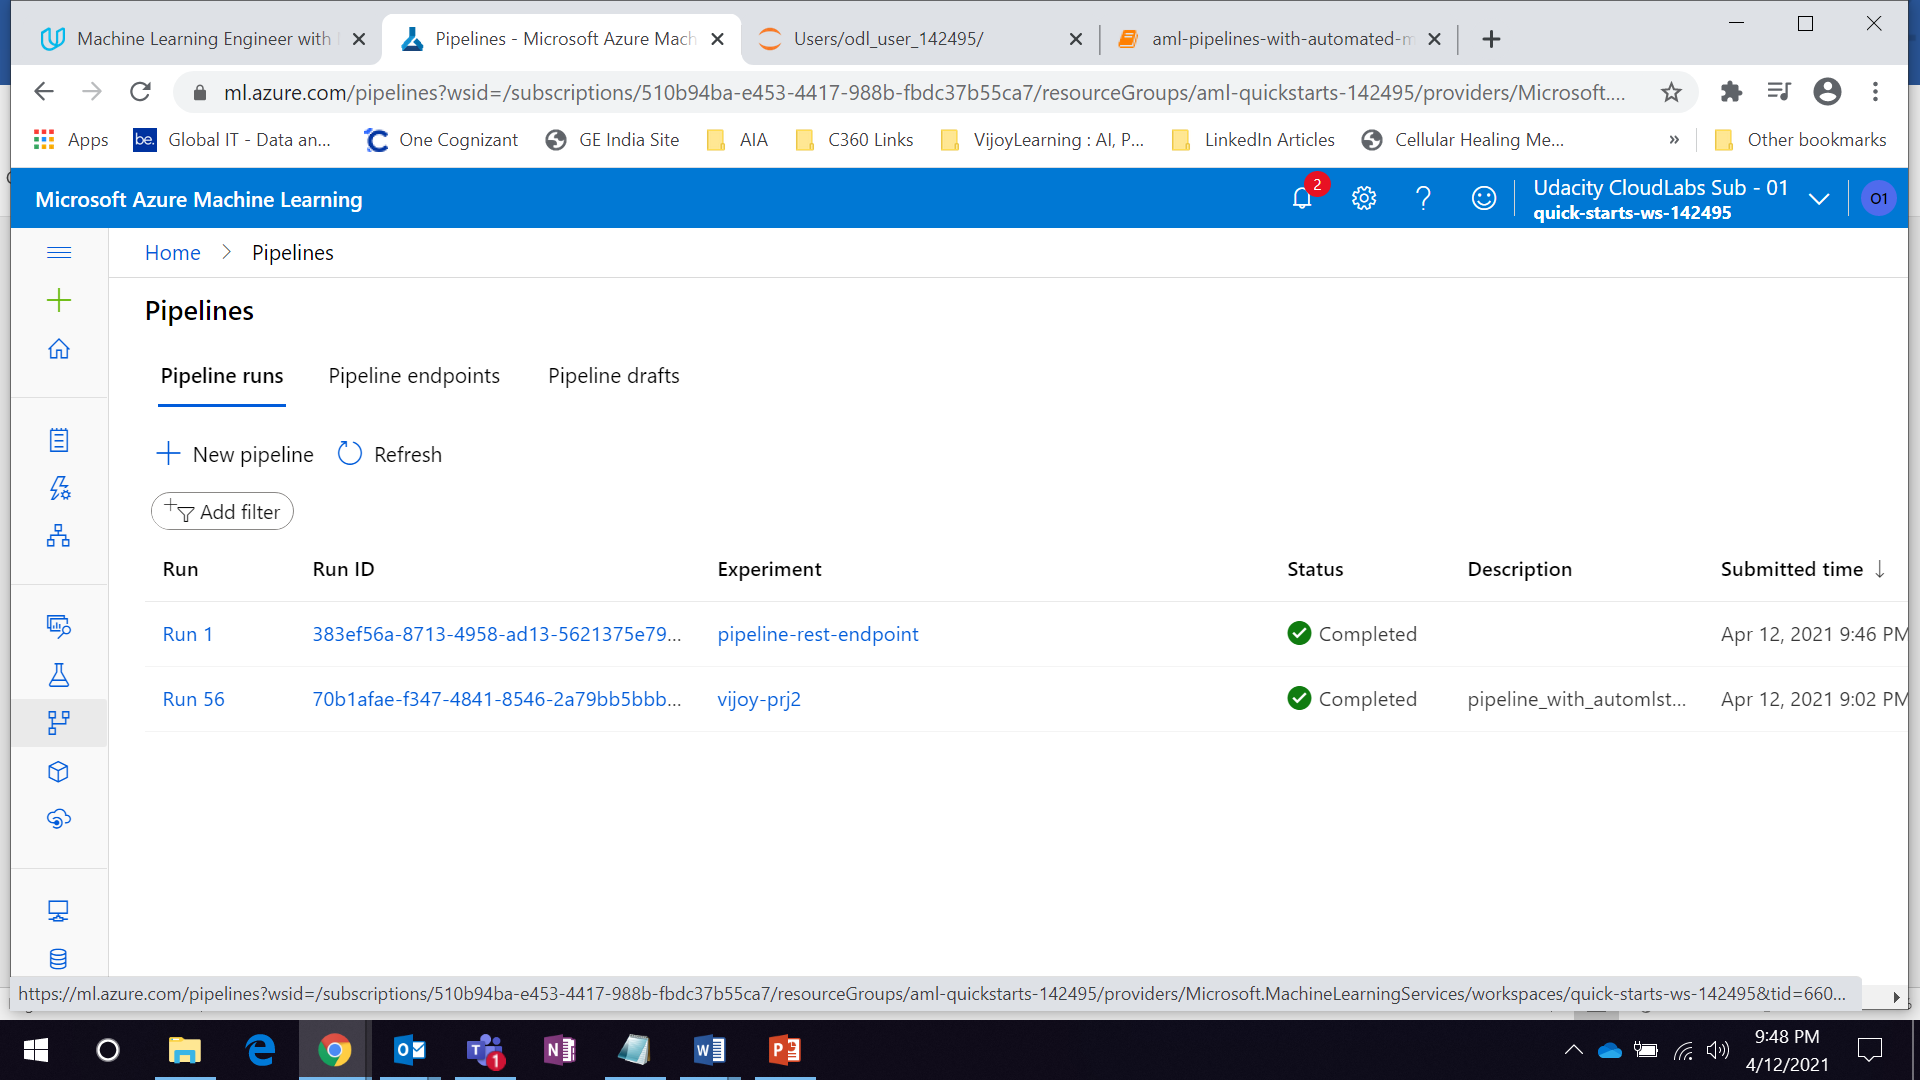 Machine Learning Engineer with
Pipelines - Microsoft Azure Mach
Users/odl_user_142495/
aml-pipelines-with-automated-m
ml.azure.com/pipelines?wsid=/subscriptions/510b94ba-e453-4417-988b-fbdc37b55ca7/resourceGroups/aml-quickstarts-142495/providers/Microsoft....
Apps be. Global IT - Data an... One Cognizant GE India Site AIA C360 Links VijoyLearning : AI, P... LinkedIn Articles Cellular Healing Me... » Other bookmarks
Microsoft Azure Machine Learning
2
Udacity CloudLabs Sub - 01
quick-starts-ws-142495
O1
Home > Pipelines
Pipelines
Pipeline runs Pipeline endpoints Pipeline drafts
New pipeline Refresh
Add filter
Run Run ID Experiment Status Description Submitted time ↓
Run 1 383ef56a-8713-4958-ad13-5621375e79... pipeline-rest-endpoint Completed Apr 12, 2021 9:46 PM
Run 56 70b1afae-f347-4841-8546-2a79bb5bbb... vijoy-prj2 Completed pipeline_with_automlst... Apr 12, 2021 9:02 PM
https://ml.azure.com/pipelines?wsid=/subscriptions/510b94ba-e453-4417-988b-fbdc37b55ca7/resourceGroups/aml-quickstarts-142495/providers/Microsoft.MachineLearningServices/workspaces/quick-starts-ws-142495&tid=660...
1
9:48 PM
4/12/2021